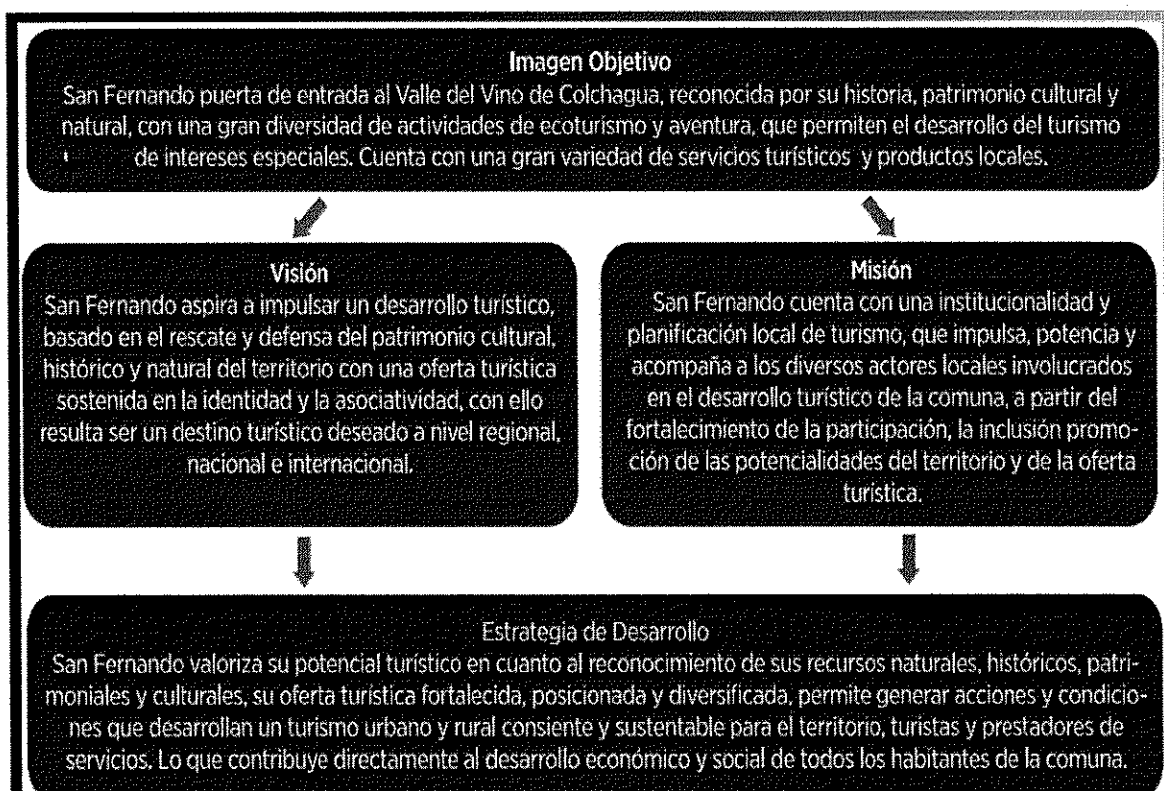 Imagen Objetivo
San Fernando puerta de entrada al Valle del Vino de Colchagua, reconocida por su historia, patrimonio cultural y
natural, con una gran diversidad de actividades de ecoturismo y aventura, que permiten el desarrollo del turismo
de intereses especiales. Cuenta con una gran variedad de servicios turísticos y productos locales.
Visión
San Fernando aspira a impulsar un desarrollo turístico,
basado en el rescate y defensa del patrimonio cultural,
histórico y natural del territorio con una oferta turística
sostenida en la identidad y la asociatividad, con ello
resulta ser un destino turístico deseado a nivel regional,
nacional e internacional.
Misión
San Fernando cuenta con una institucionalidad y
planificación local de turismo, que impulsa, potencia y
acompaña a los diversos actores locales involucrados
en el desarrollo turístico de la comuna, a partir del
fortalecimiento de la participación, la inclusión promo-
ción de las potencialidades del territorio y de la oferta
turística.
Estrategia de Desarrollo
San Fernando valoriza su potencial turístico en cuanto al reconocimiento de sus recursos naturales, históricos, patri-
moniales y culturales, su oferta turística fortalecida, posicionada y diversificada, permite generar acciones y condicio-
nes que desarrollan un turismo urbano y rural consiente y sustentable para el territorio, turistas y prestadores de
servicios. Lo que contribuye directamente al desarrollo económico y social de todos los habitantes de la comuna.